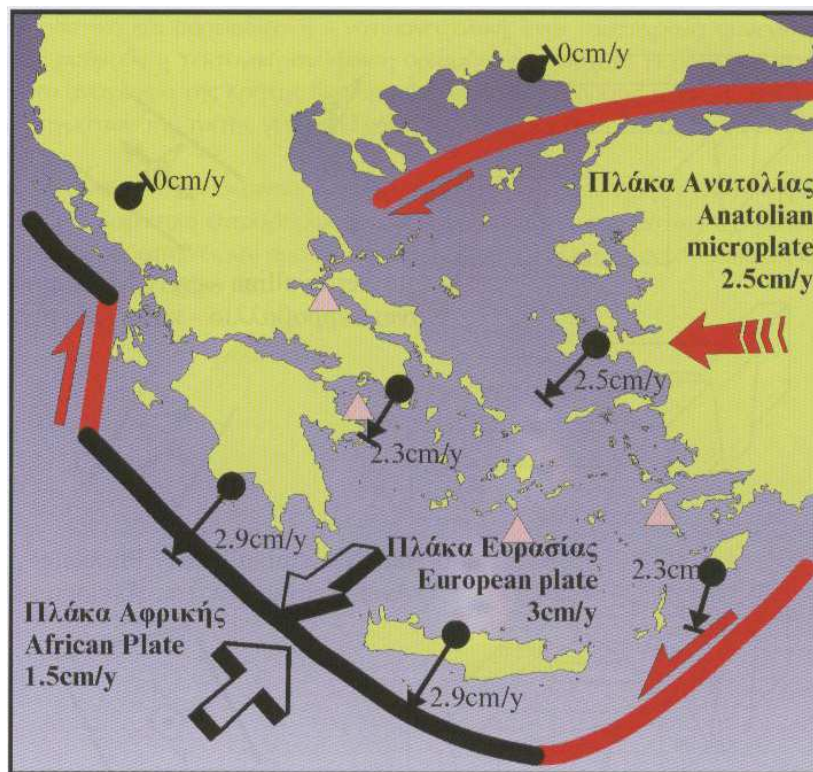 0cm/y
0cm/y
Πλάκα Ανατολίας
Anatolian
microplate
2.5cm/y
2.5cm/y
2.3cm/y
2.9cm/y
Πλάκα Ευρασίας
European plate
3cm/y
2.3cm
Πλάκα Αφρικής
African Plate
1.5cm/y
2.9cm/y